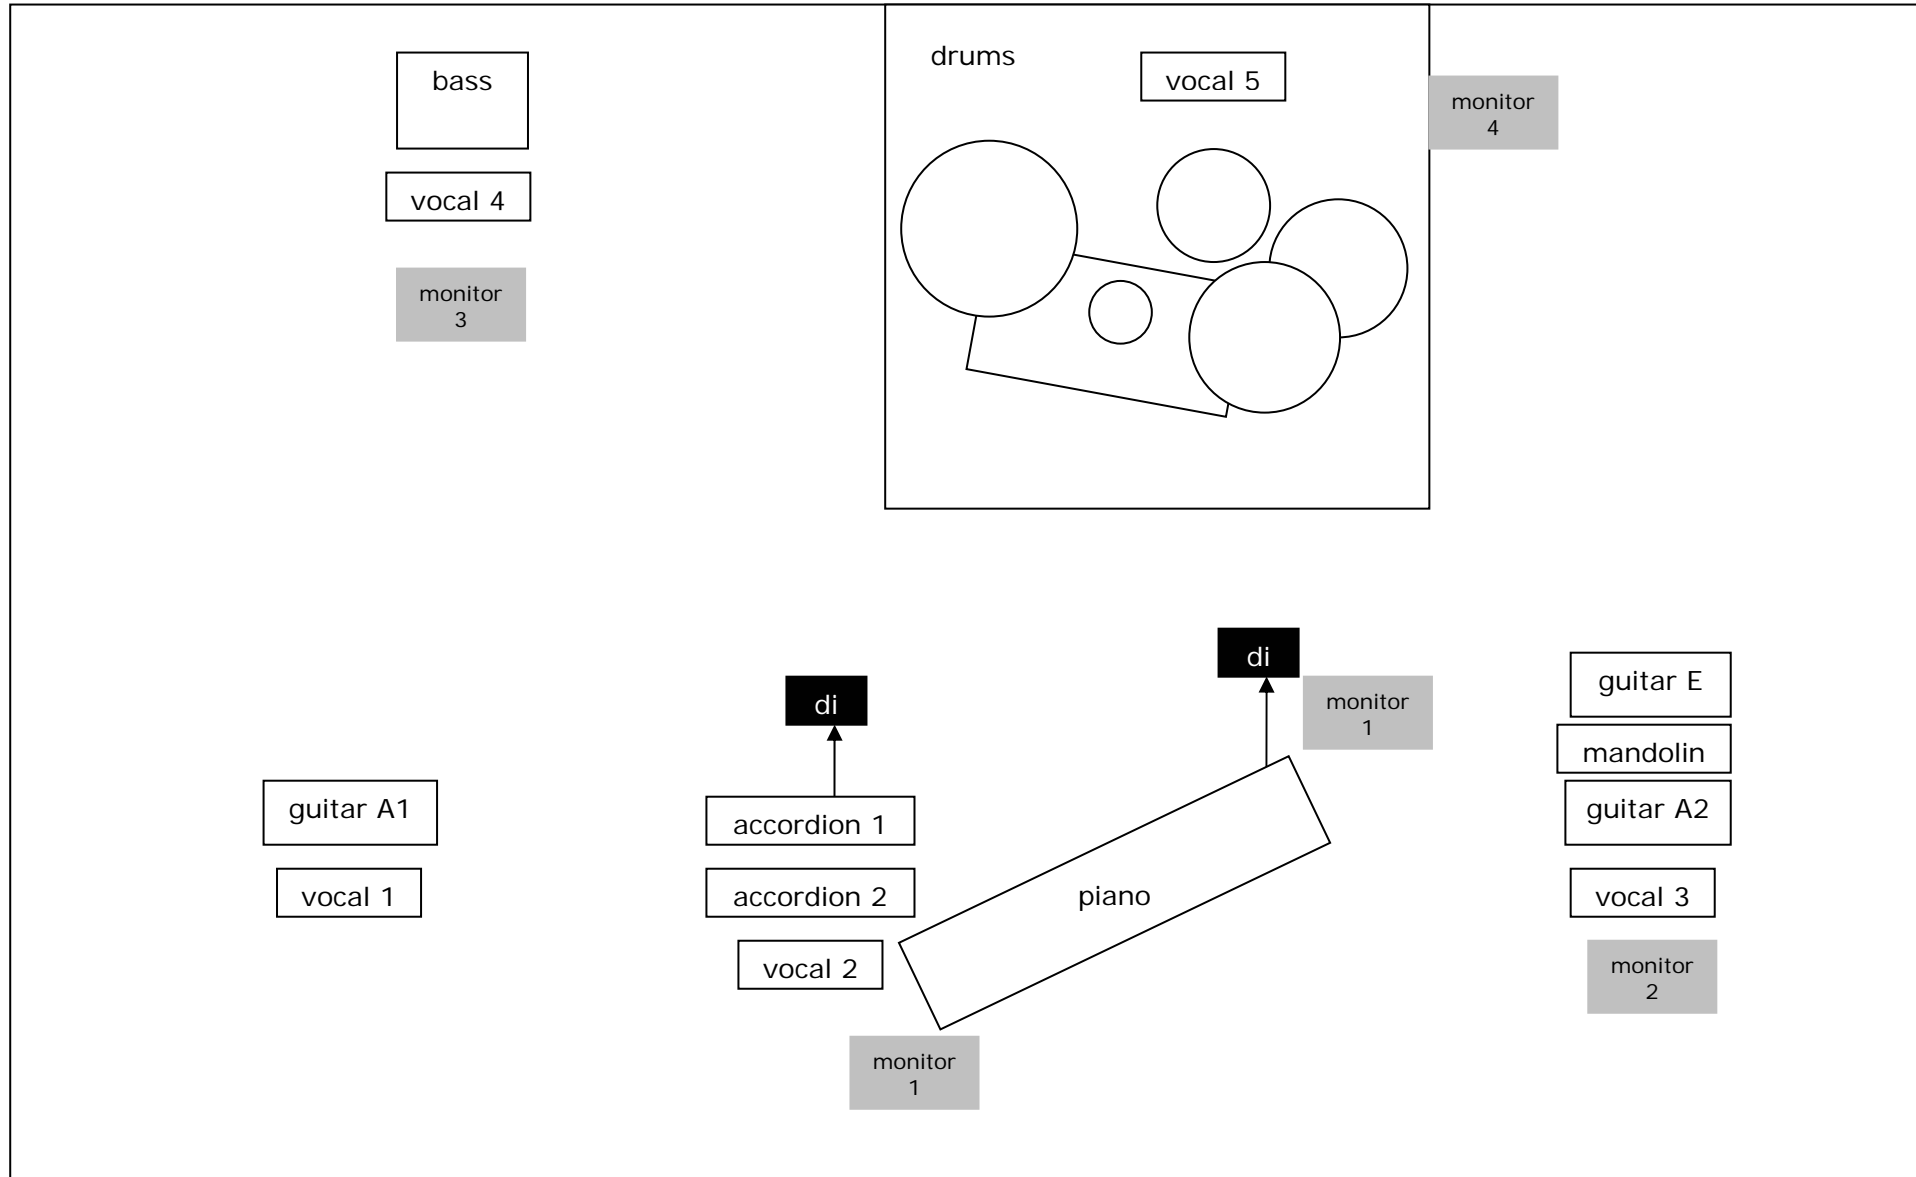 bass
drums
vocal 5
monitor
4
vocal 4
monitor
3
di
di
monitor
1
guitar E
mandolin
guitar A1
accordion 1
guitar A2
vocal 1
accordion 2
piano
vocal 3
vocal 2
monitor
2
monitor
1